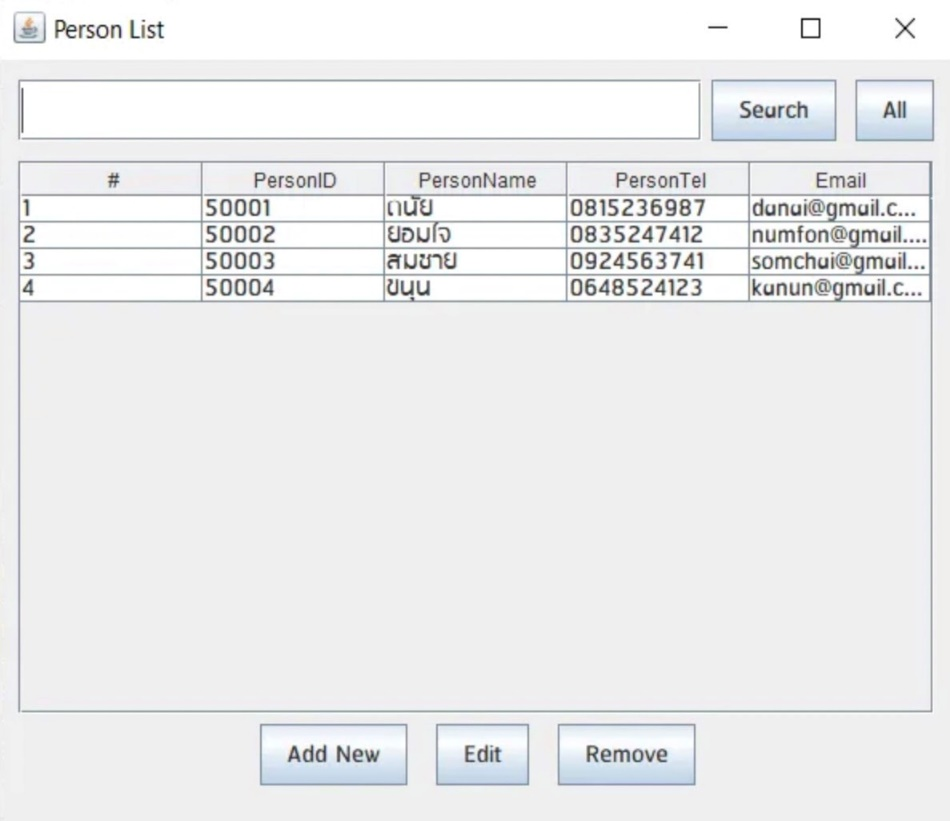 Person List
Search All
# PersonID PersonName PersonTel Email
1 50001 ดนัย 0815236987 danai@gmail.c...
2 50002 ยอมใจ 0835247412 numfon@gmail....
3 50003 สมชาย 0924563741 somchai@gmail...
4 50004 ขนุน 0648524123 kanun@gmail.c...
Add New Edit Remove